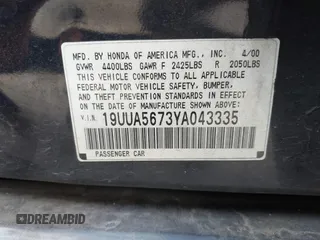 MFD. BY HONDA OF AMERICA MFG., INC. 4/00
GVWR 4400LBS GAWR F 2425LBS R 2050LBS
THIS VEHICLE CONFORMS TO ALL APPLICABLE
FEDERAL MOTOR VEHICLE SAFETY, BUMPER,
AND THEFT PREVENTION STANDARDS IN EFFECT
ON THE DATE OF MANUFACTURE SHOWN ABOVE.
V.I.N. 19UUA5673YA043335
PASSENGER CAR
DREAMBID